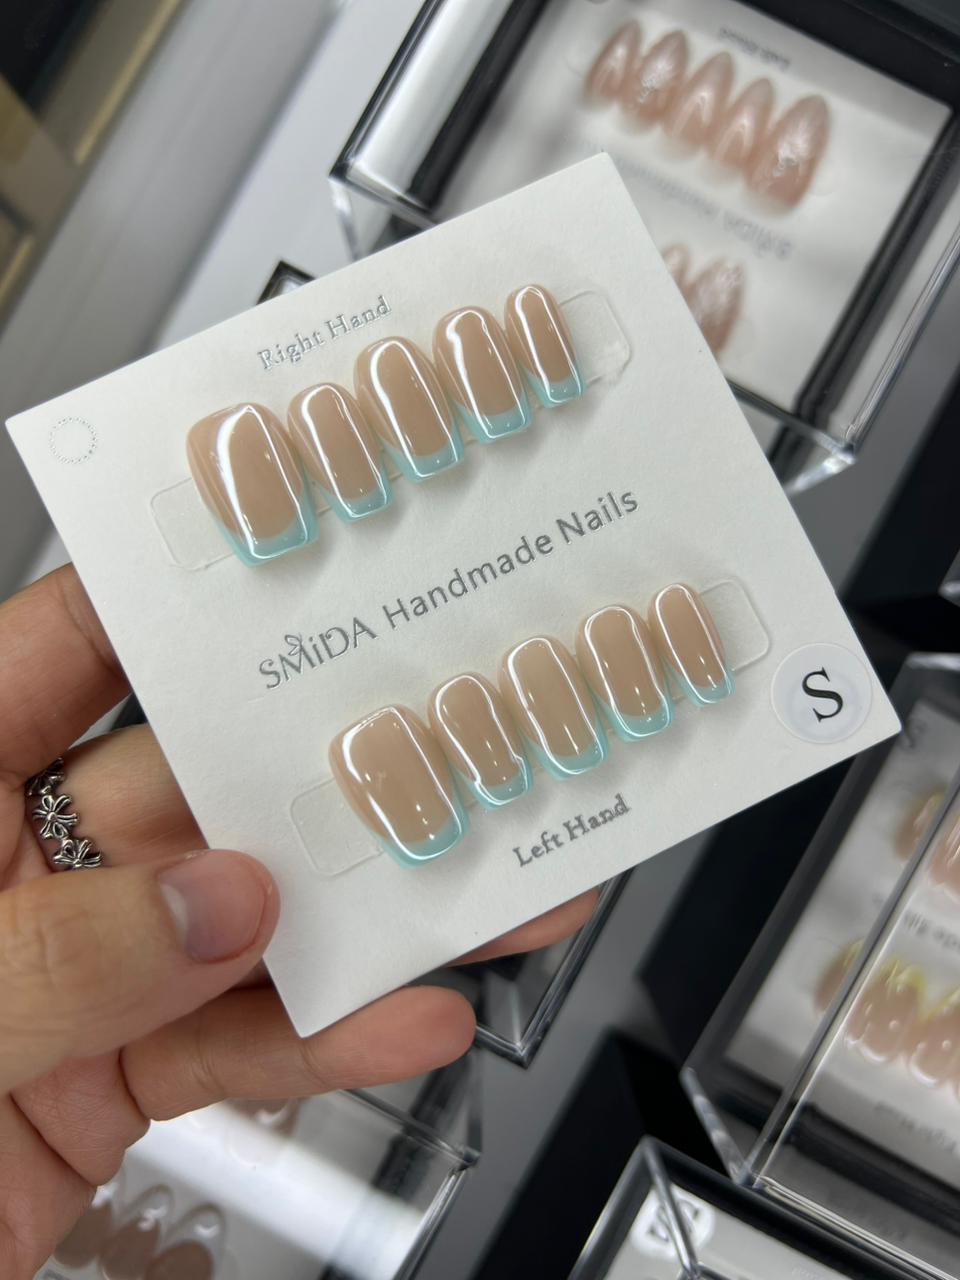 Right Hand
SMiDA Handmade Nails
S
Left Hand